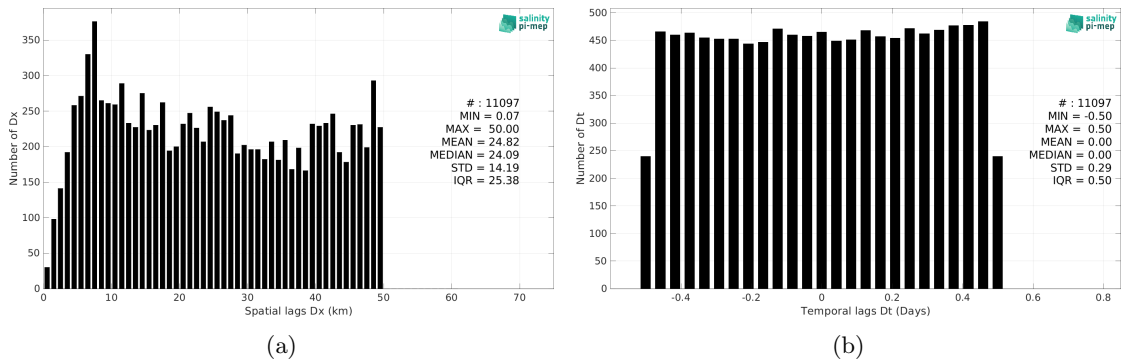 salinity
pi-mep
350
300
250
200
150
100
50
0
Number of Dx
# : 11097
MIN = 0.07
MAX = 50.00
MEAN = 24.82
MEDIAN = 24.09
STD = 14.19
IQR = 25.38
0 10 20 30 40 50 60 70
Spatial lags Dx (km)
(a)
salinity
pi-mep
500
450
400
350
300
250
200
150
100
50
0
Number of Dt
# : 11097
MIN = -0.50
MAX = 0.50
MEAN = 0.00
MEDIAN = 0.00
STD = 0.29
IQR = 0.50
-0.4 -0.2 0 0.2 0.4 0.6 0.8
Temporal lags Dt (Days)
(b)